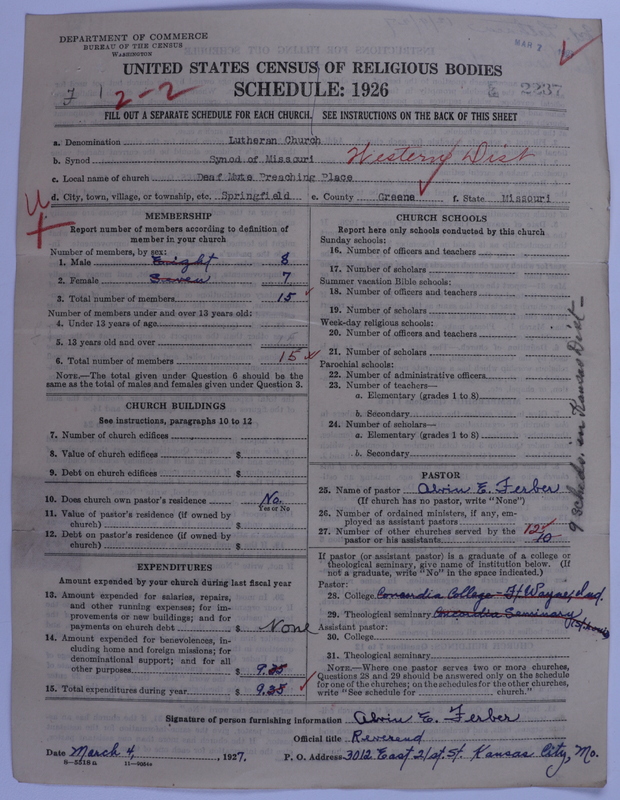 DEPARTMENT OF COMMERCE
BUREAU OF THE CENSUS
WASHINGTON
MAR 7
UNITED STATES CENSUS OF RELIGIOUS BODIES
SCHEDULE: 1926
2237
2-2
FILL OUT A SEPARATE SCHEDULE FOR EACH CHURCH. SEE INSTRUCTIONS ON THE BACK OF THIS SHEET
a. Denomination Lutheran Church
b. Synod Synod of Missouri Western Dist
c. Local name of church Deaf Mute Preaching Place
d. City, town, village, or township, etc. Springfield e. County Greene f. State Missouri
MEMBERSHIP
Report number of members according to definition of
member in your church
Number of members, by sex:
1. Male Eight 8
2. Female Seven 7
3. Total number of members 15
Number of members under and over 13 years old:
4. Under 13 years of age
5. 13 years old and over
6. Total number of members 15
NOTE.—The total given under Question 6 should be
the same as the total of males and females given under Question 3.
CHURCH BUILDINGS
See instructions, paragraphs 10 to 12
7. Number of church edifices
8. Value of church edifices $
9. Debt on church edifices $
10. Does church own pastor's residence No.
Yes or No
11. Value of pastor's residence (if owned by
church) $
12. Debt on pastor's residence (if owned by
church) $
EXPENDITURES
Amount expended by your church during last fiscal year
13. Amount expended for salaries, repairs,
and other running expenses; for im-
provements or new buildings; and for
payments on church debt $ None
14. Amount expended for benevolences, in-
cluding home and foreign missions; for
denominational support; and for all
other purposes $ 9.25
15. Total expenditures during year $ 9.25
CHURCH SCHOOLS
Report here only schools conducted by this church
Sunday schools:
16. Number of officers and teachers
17. Number of scholars
Summer vacation Bible schools:
18. Number of officers and teachers
19. Number of scholars
Week-day religious schools:
20. Number of officers and teachers
21. Number of scholars
Parochial schools:
22. Number of administrative officers
23. Number of teachers—
a. Elementary (grades 1 to 8)
b. Secondary
24. Number of scholars—
a. Elementary (grades 1 to 8)
b. Secondary
9 scheds. in Kansas Dist-
PASTOR
25. Name of pastor Alvin E. Ferber
(If church has no pastor, write "None")
26. Number of ordained ministers, if any, em-
ployed as assistant pastors
27. Number of other churches served by the
pastor or his assistants 12 10
If pastor (or assistant pastor) is a graduate of a college or
theological seminary, give name of institution below. (If
not a graduate, write "No" in the space indicated.)
Pastor:
28. College Concordia College - Ft Wayne, Ind.
29. Theological seminary Concordia Seminary St. Louis
Assistant pastor:
30. College
31. Theological seminary
NOTE.—Where one pastor serves two or more churches,
Questions 28 and 29 should be answered only on the schedule
for one of the churches; on the schedules for the other churches,
write "See schedule for church."
Signature of person furnishing information Alvin E. Ferber
Official title Reverend
Date March 4, , 1927. P. O. Address 3012 East 21st St. Kansas City, Mo.
8-5518a